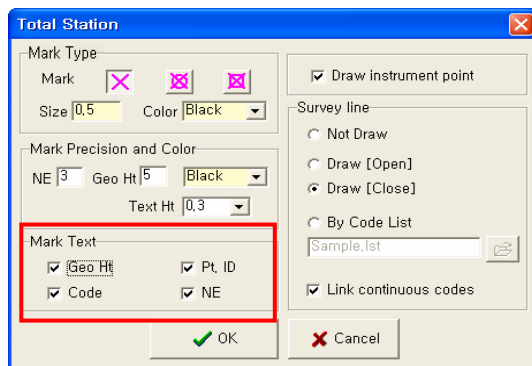 Total Station
Mark Type
Mark
Size 0,5 Color Black
Mark Precision and Color
NE 3 Geo Ht 5 Black
Text Ht 0,3
Mark Text
Geo Ht Pt, ID
Code NE
Draw instrument point
Survey line
Not Draw
Draw [Open]
Draw [Close]
By Code List
Sample,lst
Link continuous codes
OK Cancel